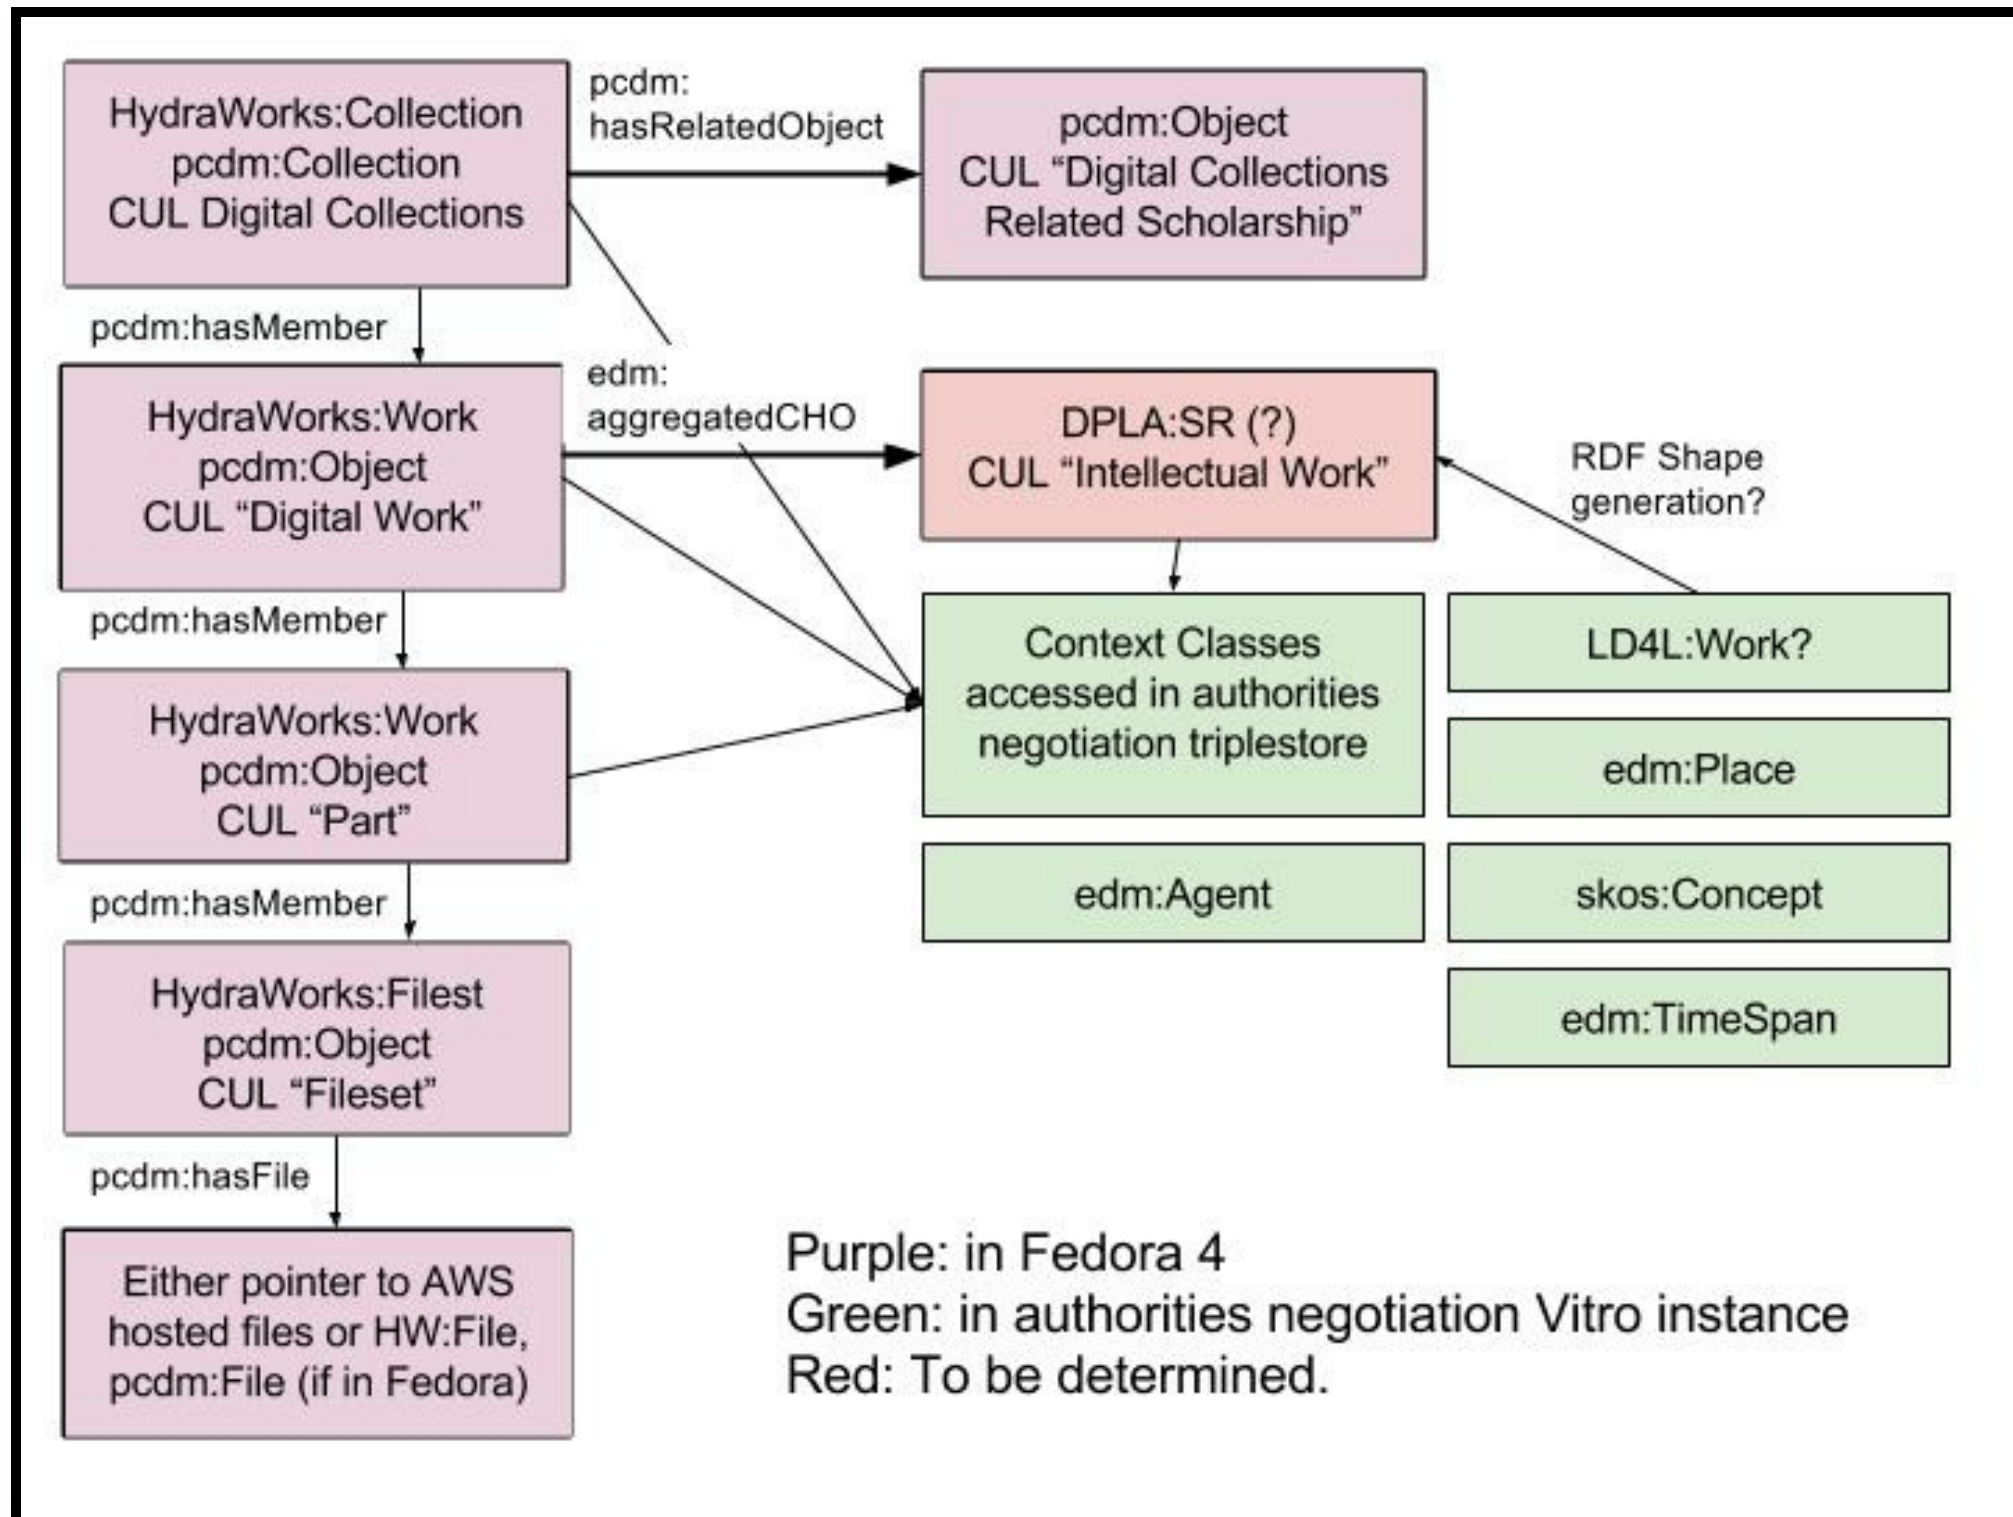 HydraWorks:Collection
pcdm:Collection
CUL Digital Collections
pcdm:
hasRelatedObject
pcdm:Object
CUL “Digital Collections
Related Scholarship”
pcdm:hasMember
HydraWorks:Work
pcdm:Object
CUL “Digital Work”
edm:
aggregatedCHO
DPLA:SR (?)
CUL “Intellectual Work”
RDF Shape
generation?
pcdm:hasMember
HydraWorks:Work
pcdm:Object
CUL “Part”
Context Classes
accessed in authorities
negotiation triplestore
LD4L:Work?
edm:Place
pcdm:hasMember
edm:Agent
skos:Concept
HydraWorks:Filest
pcdm:Object
CUL “Fileset”
edm:TimeSpan
pcdm:hasFile
Either pointer to AWS
hosted files or HW:File,
pcdm:File (if in Fedora)
Purple: in Fedora 4
Green: in authorities negotiation Vitro instance
Red: To be determined.